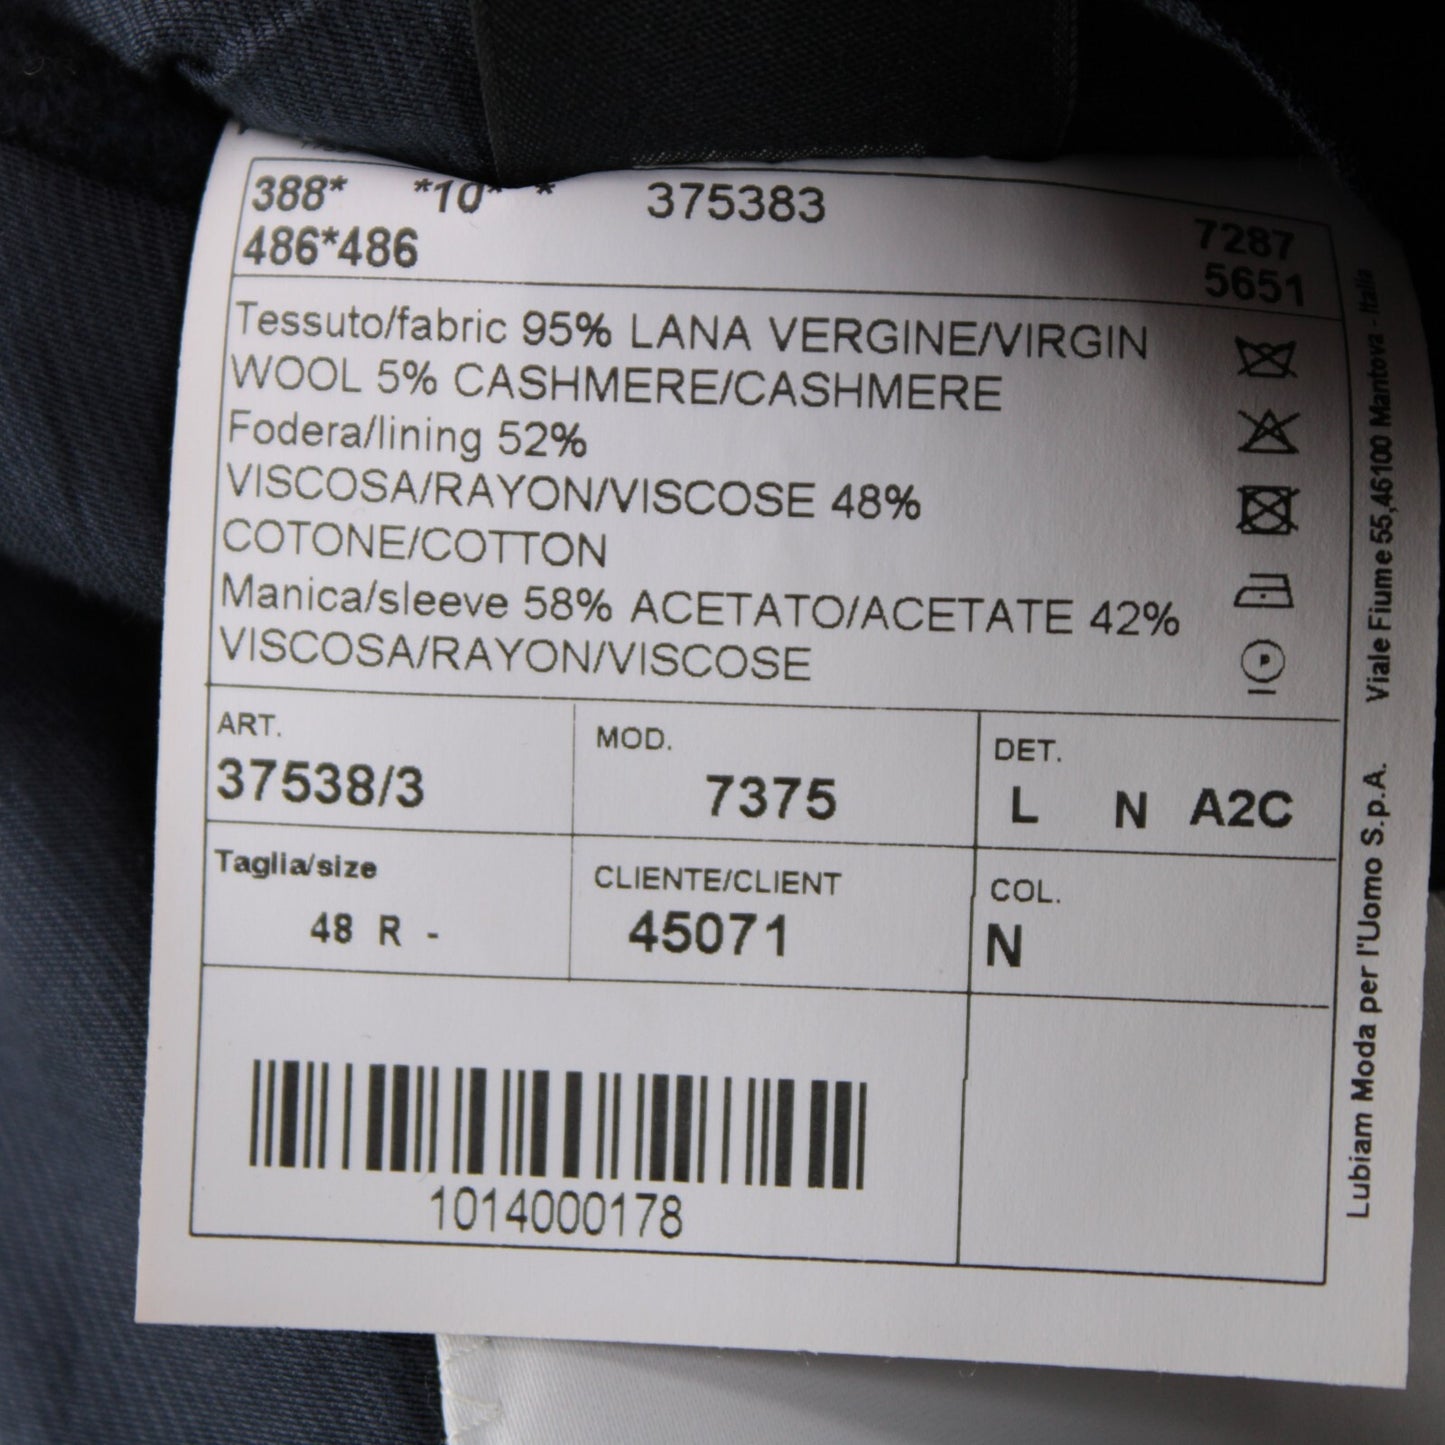 388* *10* * 375383
486*486
7287
5651
Tessuto/fabric 95% LANA VERGINE/VIRGIN
WOOL 5% CASHMERE/CASHMERE
Fodera/lining 52%
VISCOSA/RAYON/VISCOSE 48%
COTONE/COTTON
Manica/sleeve 58% ACETATO/ACETATE 42%
VISCOSA/RAYON/VISCOSE
P
ART.
37538/3
MOD.
7375
DET.
L N A2C
Taglia/size
48 R -
CLIENTE/CLIENT
45071
COL.
N
1014000178
Lubiam Moda per l'Uomo S.p.A. Viale Fiume 55,46100 Mantova - Italia